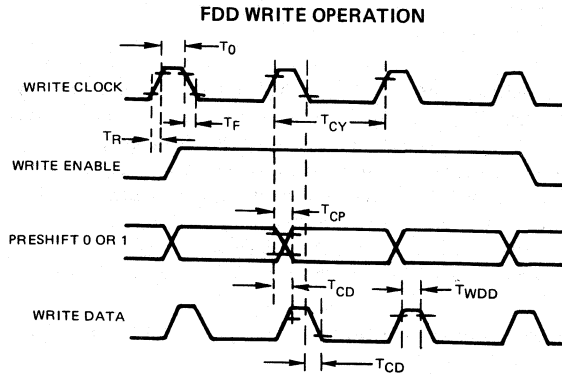 FDD WRITE OPERATION
T0
WRITE CLOCK
TR
TF
TCY
WRITE ENABLE
TCP
PRESHIFT 0 OR 1
TCD
TWDD
WRITE DATA
TCD